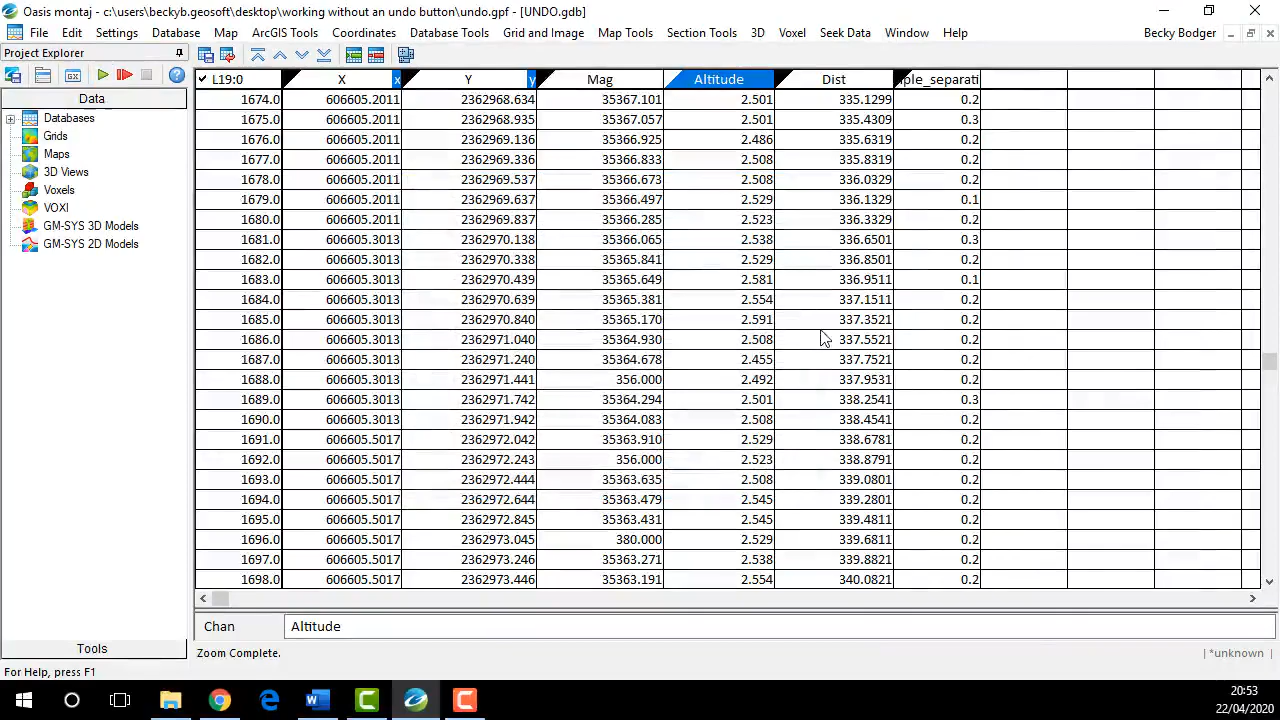 Oasis montaj - c:\users\beckyb.geosoft\desktop\working without an undo button\undo.gpf - [UNDO.gdb]
File Edit Settings Database Map ArcGIS Tools Coordinates Database Tools Grid and Image Map Tools Section Tools 3D Voxel Seek Data Window Help Becky Bodger
Project Explorer
Data
Databases
Grids
Maps
3D Views
Voxels
VOXI
GM-SYS 3D Models
GM-SYS 2D Models
Tools
L19:0 X x Y y Mag Altitude Dist ple_separati
1674.0 606605.2011 2362968.634 35367.101 2.501 335.1299 0.2
1675.0 606605.2011 2362968.935 35367.057 2.501 335.4309 0.3
1676.0 606605.2011 2362969.136 35366.925 2.486 335.6319 0.2
1677.0 606605.2011 2362969.336 35366.833 2.508 335.8319 0.2
1678.0 606605.2011 2362969.537 35366.673 2.508 336.0329 0.2
1679.0 606605.2011 2362969.637 35366.497 2.529 336.1329 0.1
1680.0 606605.2011 2362969.837 35366.285 2.523 336.3329 0.2
1681.0 606605.3013 2362970.138 35366.065 2.538 336.6501 0.3
1682.0 606605.3013 2362970.338 35365.841 2.529 336.8501 0.2
1683.0 606605.3013 2362970.439 35365.649 2.581 336.9511 0.1
1684.0 606605.3013 2362970.639 35365.381 2.554 337.1511 0.2
1685.0 606605.3013 2362970.840 35365.170 2.591 337.3521 0.2
1686.0 606605.3013 2362971.040 35364.930 2.508 337.5521 0.2
1687.0 606605.3013 2362971.240 35364.678 2.455 337.7521 0.2
1688.0 606605.3013 2362971.441 356.000 2.492 337.9531 0.2
1689.0 606605.3013 2362971.742 35364.294 2.501 338.2541 0.3
1690.0 606605.3013 2362971.942 35364.083 2.508 338.4541 0.2
1691.0 606605.5017 2362972.042 35363.910 2.529 338.6781 0.2
1692.0 606605.5017 2362972.243 356.000 2.523 338.8791 0.2
1693.0 606605.5017 2362972.444 35363.635 2.508 339.0801 0.2
1694.0 606605.5017 2362972.644 35363.479 2.545 339.2801 0.2
1695.0 606605.5017 2362972.845 35363.431 2.545 339.4811 0.2
1696.0 606605.5017 2362973.045 380.000 2.529 339.6811 0.2
1697.0 606605.5017 2362973.246 35363.271 2.538 339.8821 0.2
1698.0 606605.5017 2362973.446 35363.191 2.554 340.0821 0.2
Chan Altitude
Zoom Complete. |*unknown |
For Help, press F1
20:53
22/04/2020